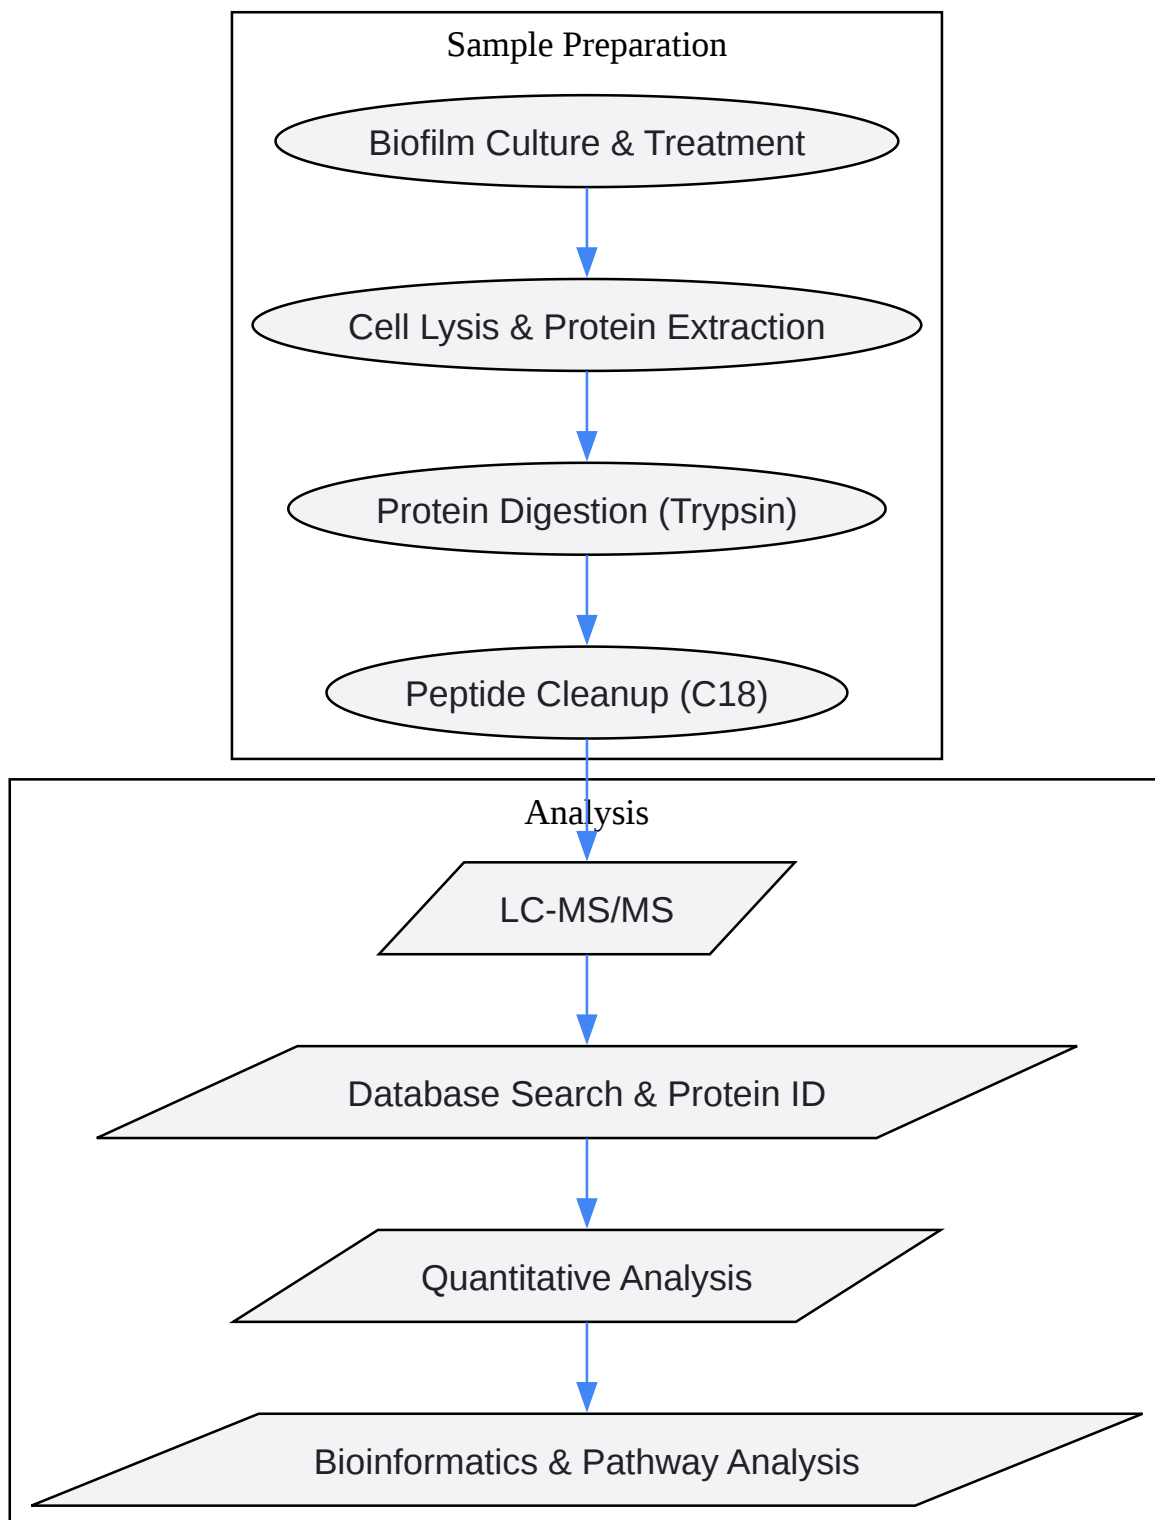 Sample Preparation
Biofilm Culture & Treatment
Cell Lysis & Protein Extraction
Protein Digestion (Trypsin)
Peptide Cleanup (C18)
Analysis
LC-MS/MS
Database Search & Protein ID
Quantitative Analysis
Bioinformatics & Pathway Analysis